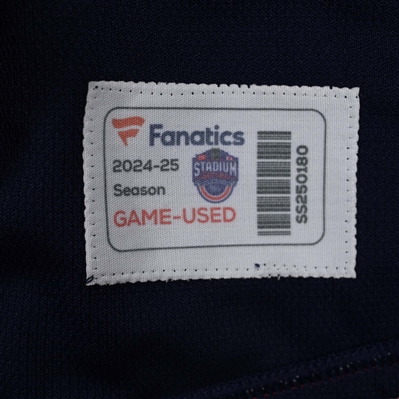 Fanatics
2024-25
Season
GAME-USED
STADIUM
SS250180